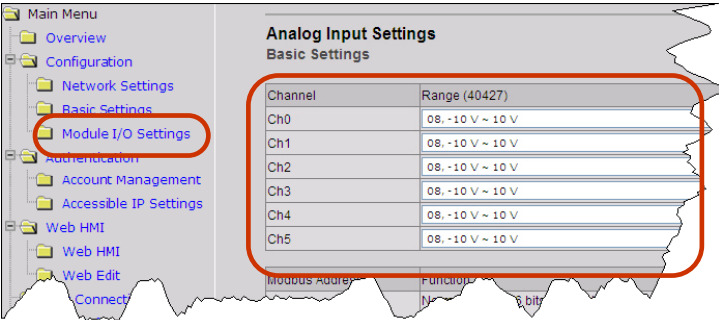 Main Menu
Overview
Configuration
Network Settings
Basic Settings
Module I/O Settings
Authentication
Account Management
Accessible IP Settings
Web HMI
Web HMI
Web Edit
Analog Input Settings
Basic Settings
Channel Range (40427)
Ch0 08, -10 V ~ 10 V
Ch1 08, -10 V ~ 10 V
Ch2 08, -10 V ~ 10 V
Ch3 08, -10 V ~ 10 V
Ch4 08, -10 V ~ 10 V
Ch5 08, -10 V ~ 10 V
Modbus Address Function